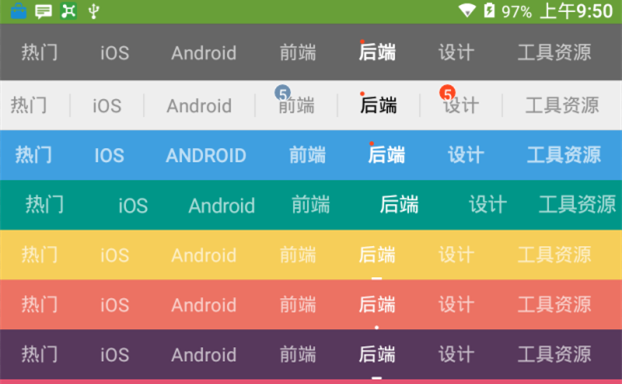 97% 上午9:50
热门 iOS Android 前端 后端 设计 工具资源
热门 iOS Android 5 前端 后端 5 设计 工具资源
热门 IOS ANDROID 前端 后端 设计 工具资源
热门 iOS Android 前端 后端 设计 工具资源
热门 iOS Android 前端 后端 设计 工具资源
热门 iOS Android 前端 后端 设计 工具资源
热门 iOS Android 前端 后端 设计 工具资源